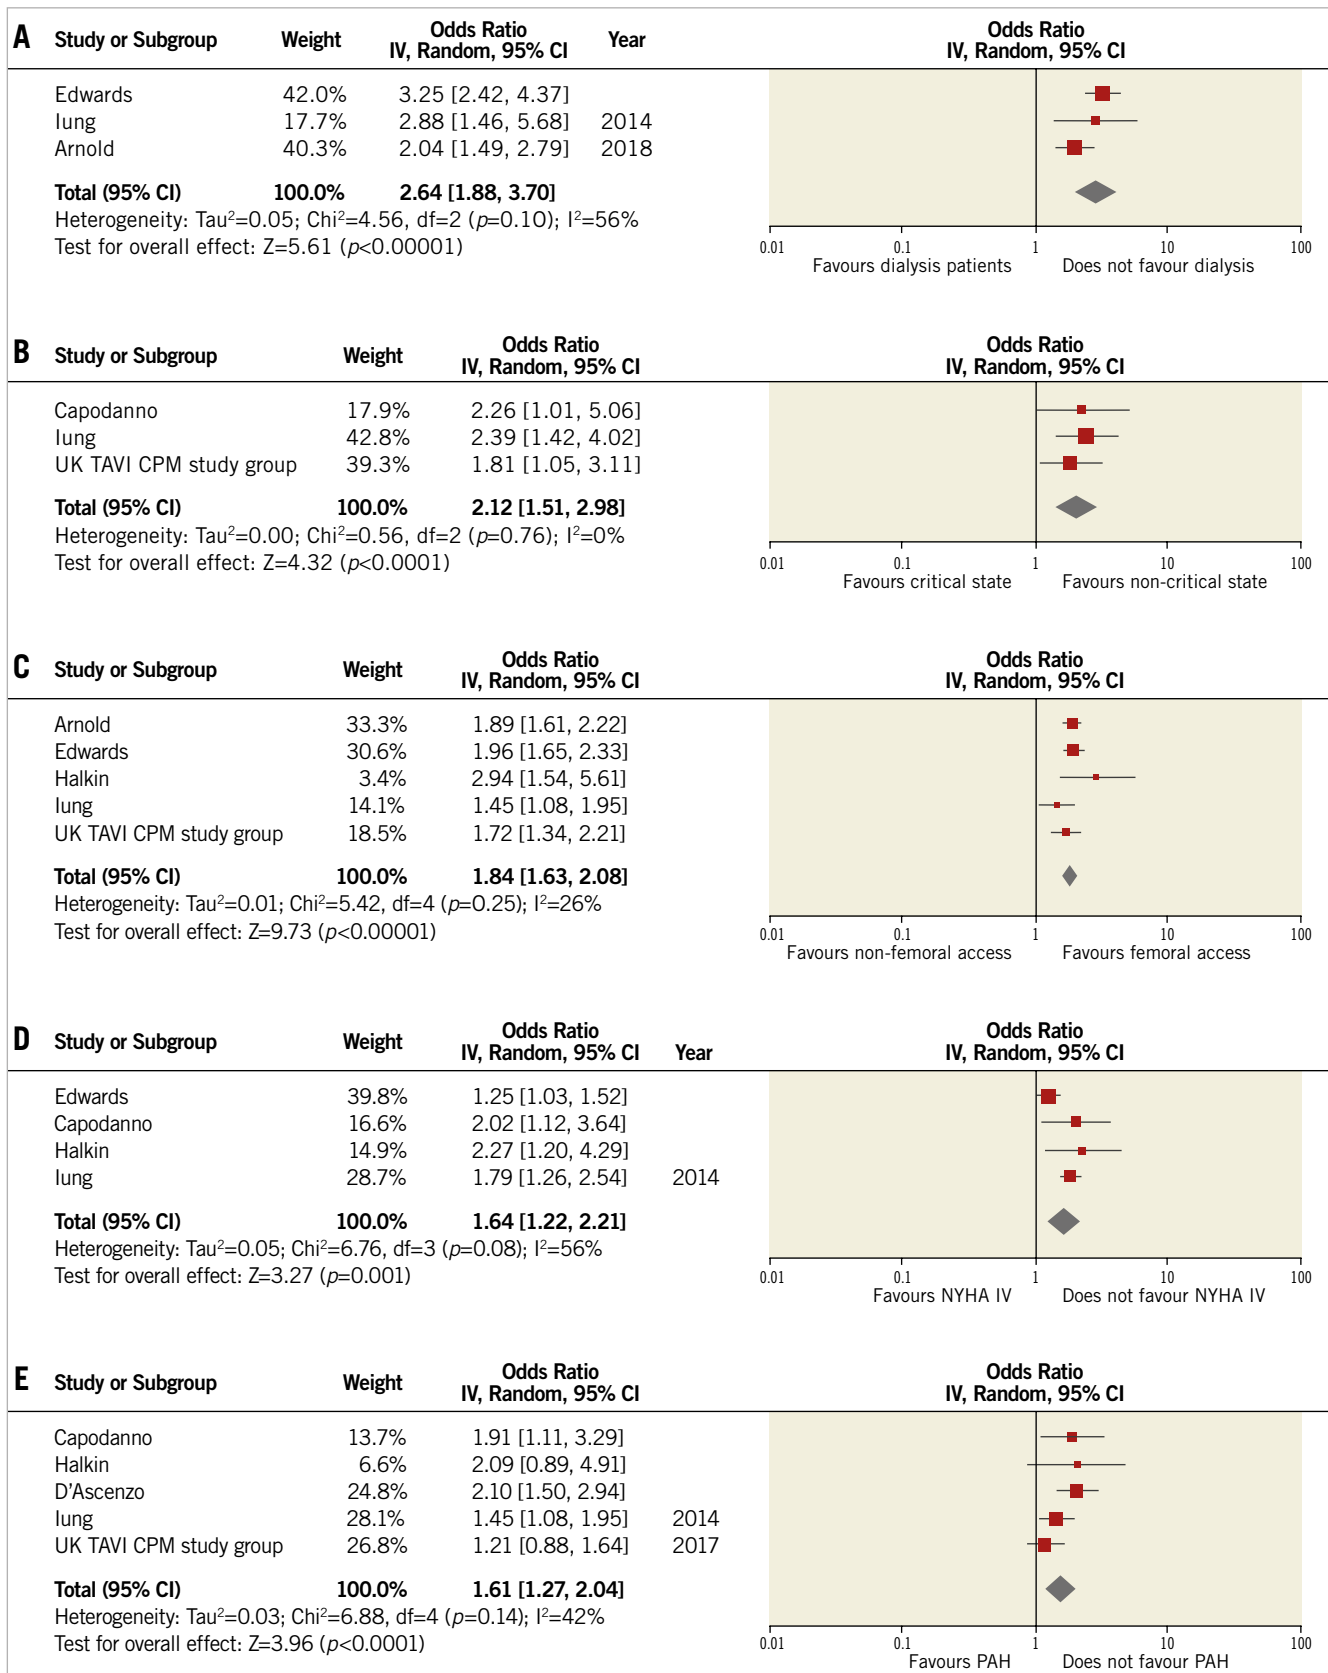 A Study or Subgroup Weight Odds Ratio IV, Random, 95% CI Year Odds Ratio IV, Random, 95% CI
Edwards 42.0% 3.25 [2.42, 4.37]
Iung 17.7% 2.88 [1.46, 5.68] 2014
Arnold 40.3% 2.04 [1.49, 2.79] 2018
Total (95% CI) 100.0% 2.64 [1.88, 3.70]
Heterogeneity: Tau²=0.05; Chi²=4.56, df=2 (p=0.10); I²=56%
Test for overall effect: Z=5.61 (p<0.00001)
0.01 0.1 1 10 100
Favours dialysis patients Does not favour dialysis
B Study or Subgroup Weight Odds Ratio IV, Random, 95% CI Odds Ratio IV, Random, 95% CI
Capodanno 17.9% 2.26 [1.01, 5.06]
Iung 42.8% 2.39 [1.42, 4.02]
UK TAVI CPM study group 39.3% 1.81 [1.05, 3.11]
Total (95% CI) 100.0% 2.12 [1.51, 2.98]
Heterogeneity: Tau²=0.00; Chi²=0.56, df=2 (p=0.76); I²=0%
Test for overall effect: Z=4.32 (p<0.0001)
0.01 0.1 1 10 100
Favours critical state Favours non-critical state
C Study or Subgroup Weight Odds Ratio IV, Random, 95% CI Odds Ratio IV, Random, 95% CI
Arnold 33.3% 1.89 [1.61, 2.22]
Edwards 30.6% 1.96 [1.65, 2.33]
Halkin 3.4% 2.94 [1.54, 5.61]
Iung 14.1% 1.45 [1.08, 1.95]
UK TAVI CPM study group 18.5% 1.72 [1.34, 2.21]
Total (95% CI) 100.0% 1.84 [1.63, 2.08]
Heterogeneity: Tau²=0.01; Chi²=5.42, df=4 (p=0.25); I²=26%
Test for overall effect: Z=9.73 (p<0.00001)
0.01 0.1 1 10 100
Favours non-femoral access Favours femoral access
D Study or Subgroup Weight Odds Ratio IV, Random, 95% CI Year Odds Ratio IV, Random, 95% CI
Edwards 39.8% 1.25 [1.03, 1.52]
Capodanno 16.6% 2.02 [1.12, 3.64]
Halkin 14.9% 2.27 [1.20, 4.29]
Iung 28.7% 1.79 [1.26, 2.54] 2014
Total (95% CI) 100.0% 1.64 [1.22, 2.21]
Heterogeneity: Tau²=0.05; Chi²=6.76, df=3 (p=0.08); I²=56%
Test for overall effect: Z=3.27 (p=0.001)
0.01 0.1 1 10 100
Favours NYHA IV Does not favour NYHA IV
E Study or Subgroup Weight Odds Ratio IV, Random, 95% CI Odds Ratio IV, Random, 95% CI
Capodanno 13.7% 1.91 [1.11, 3.29]
Halkin 6.6% 2.09 [0.89, 4.91]
D'Ascenzo 24.8% 2.10 [1.50, 2.94]
Iung 28.1% 1.45 [1.08, 1.95] 2014
UK TAVI CPM study group 26.8% 1.21 [0.88, 1.64] 2017
Total (95% CI) 100.0% 1.61 [1.27, 2.04]
Heterogeneity: Tau²=0.03; Chi²=6.88, df=4 (p=0.14); I²=42%
Test for overall effect: Z=3.96 (p<0.0001)
0.01 0.1 1 10 100
Favours PAH Does not favour PAH